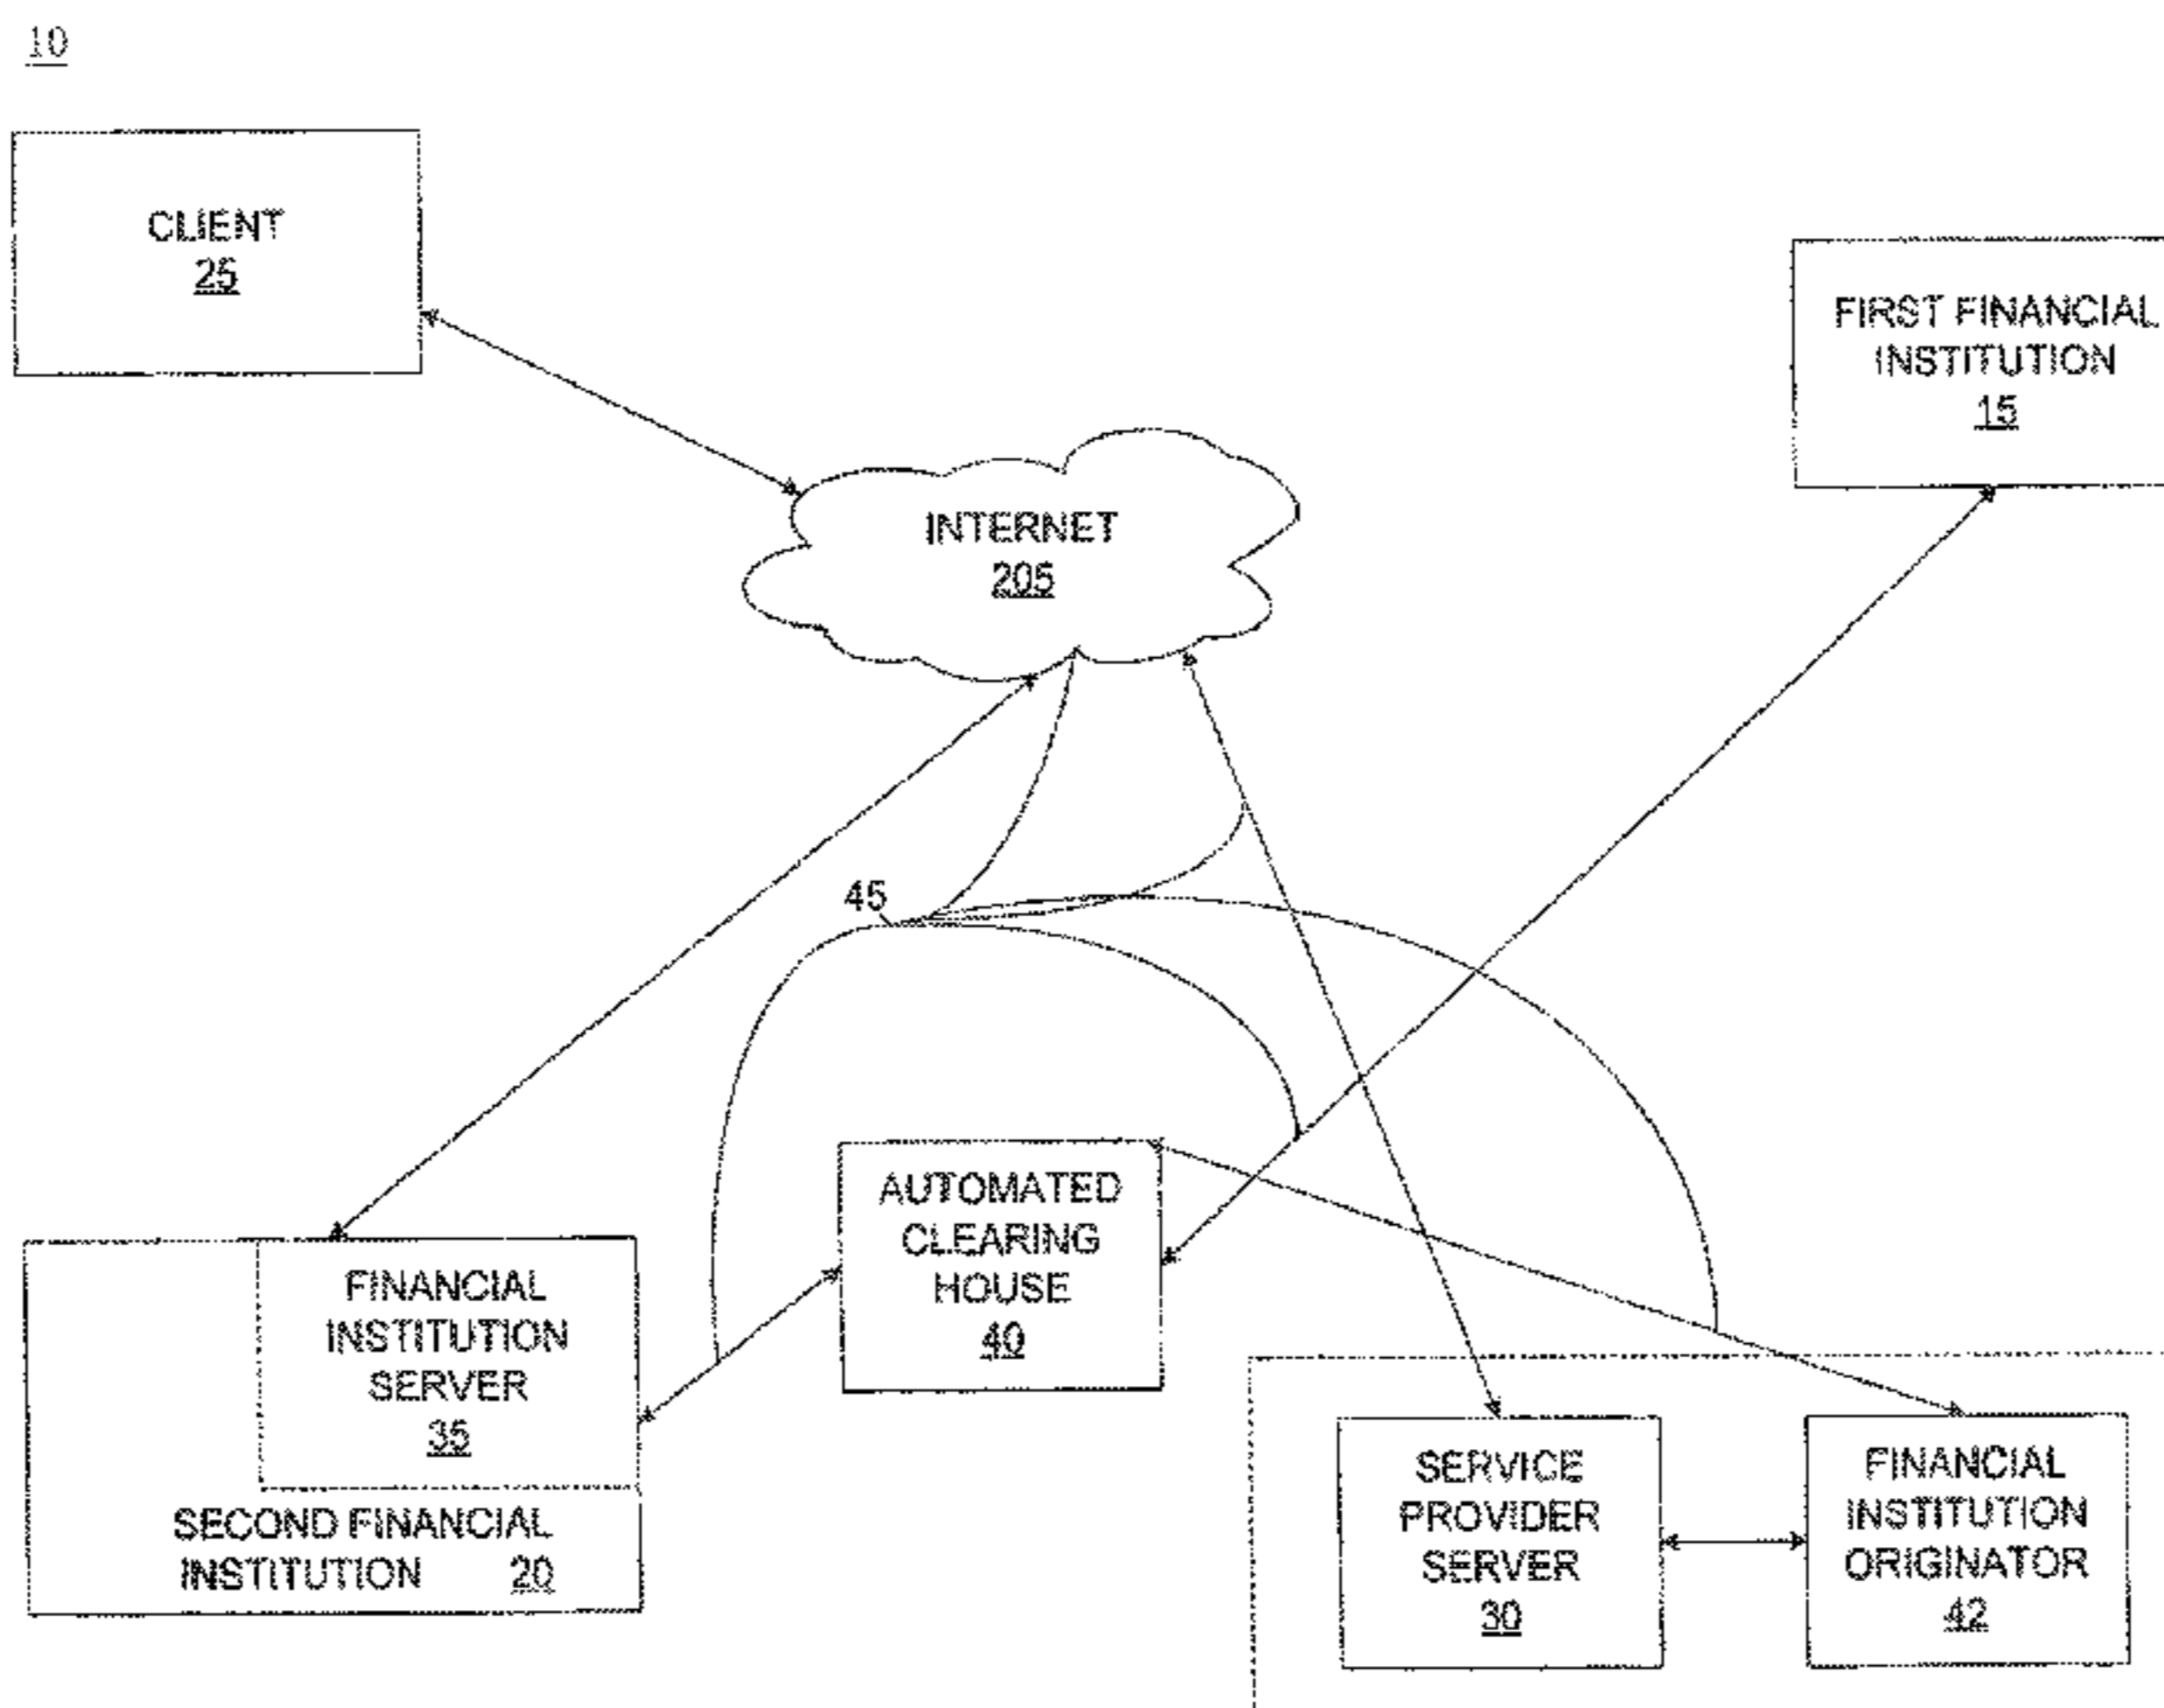 10
CLIENT
25
FIRST FINANCIAL
INSTITUTION
15
INTERNET
205
45
AUTOMATED
CLEARING
HOUSE
40
FINANCIAL
INSTITUTION
SERVER
35
SECOND FINANCIAL
INSTITUTION 20
SERVICE
PROVIDER
SERVER
30
FINANCIAL
INSTITUTION
ORIGINATOR
42